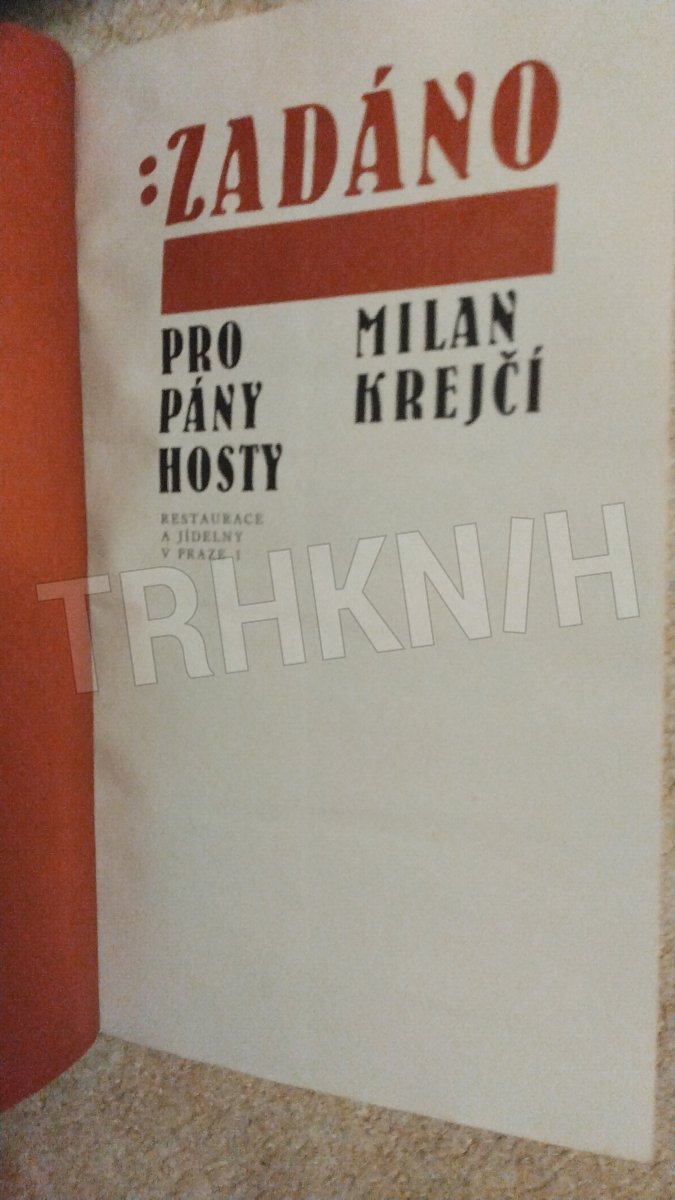 :ZADÁNO
PRO
PÁNY
HOSTY
MILAN
KREJČÍ
RESTAURACE
A JÍDELNY
V PRAZE 1
TRHKNIH